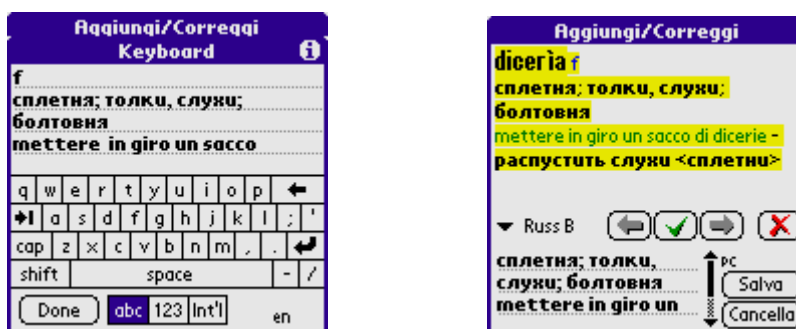 Aggiungi/Correggi
Keyboard
f
сплетня; толки, слухи;
болтовня
mettere in giro un sacco
q w e r t y u i o p
a s d f g h j k l ; '
cap z x c v b n m , .
shift space - /
Done abc 123 Int'l en
Aggiungi/Correggi
dicerìa f
сплетня; толки, слухи;
болтовня
mettere in giro un sacco di dicerie -
распустить слухи <сплетни>
Russ B
сплетня; толки,
слухи; болтовня
mettere in giro un
PC
Salva
Cancella